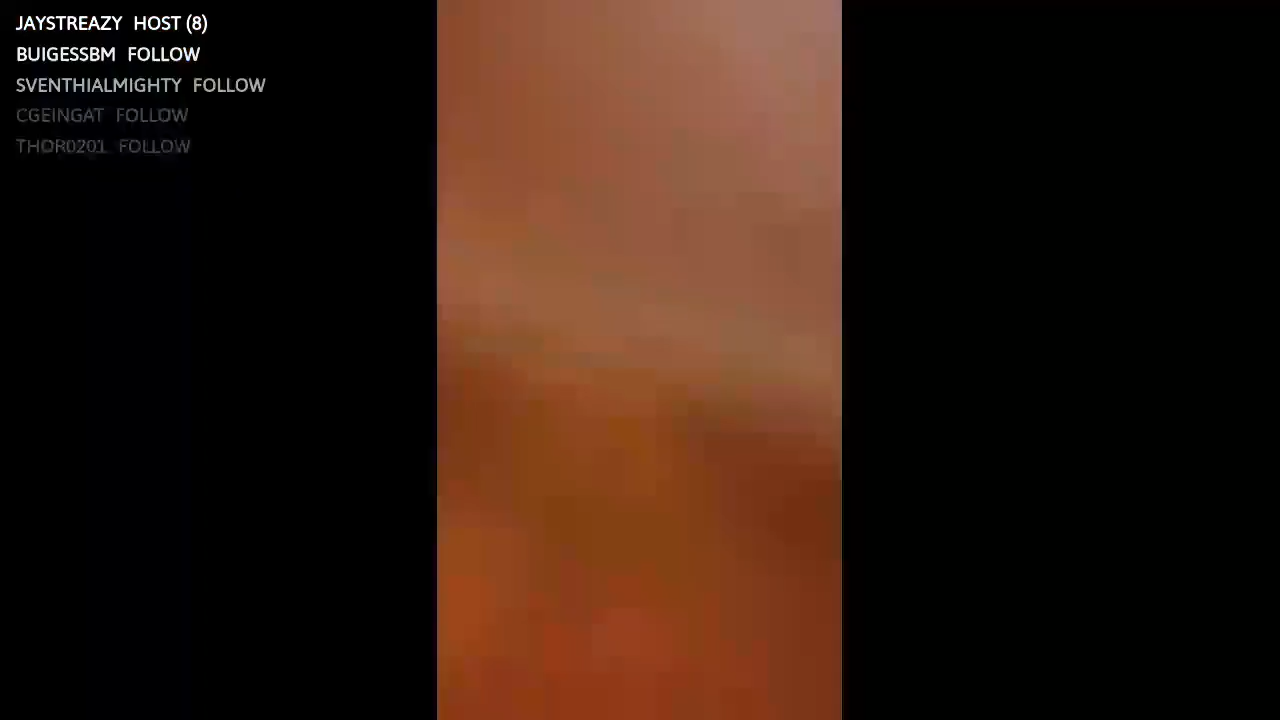 JAYSTREAZY HOST (8)
BUIGESSBM FOLLOW
SVENTHIALMIGHTY FOLLOW
CGEINGAT FOLLOW
THOR0201 FOLLOW